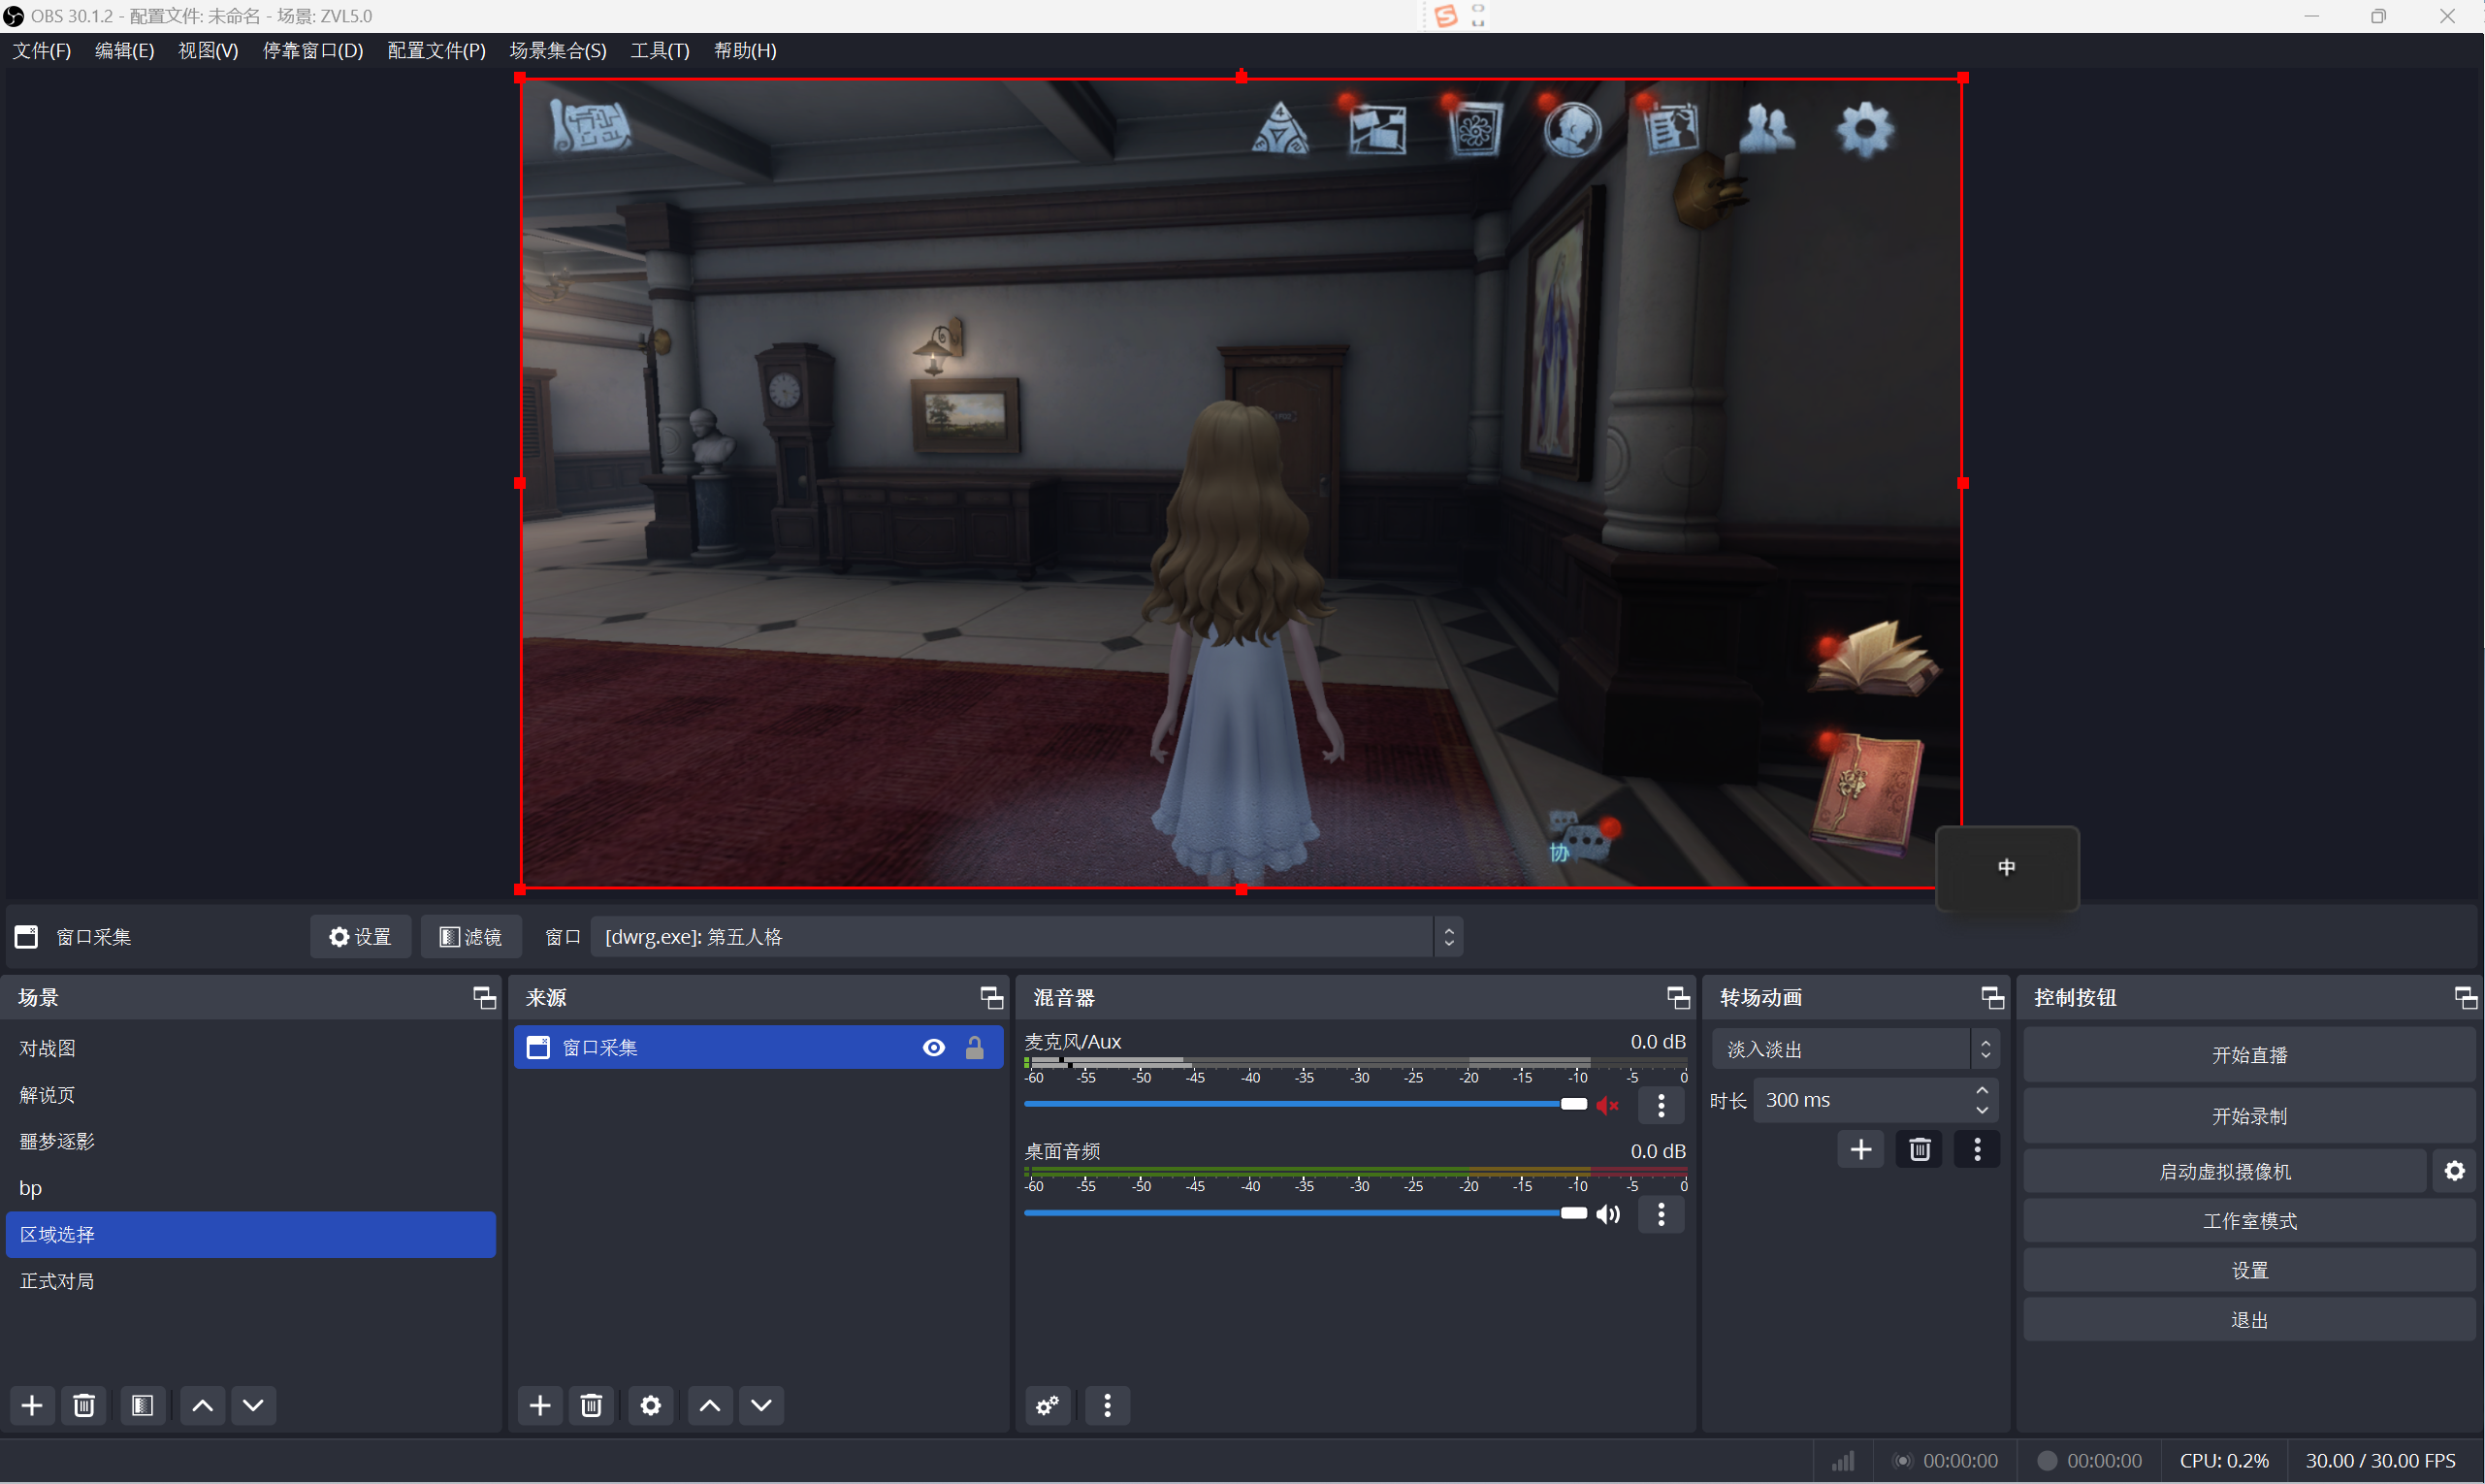 OBS 30.1.2 - 配置文件: 未命名 - 场景: ZVL5.0
文件(F) 编辑(E) 视图(V) 停靠窗口(D) 配置文件(P) 场景集合(S) 工具(T) 帮助(H)
协
中
窗口采集 设置 滤镜 窗口 [dwrg.exe]: 第五人格
场景
对战图
解说页
噩梦逐影
bp
区域选择
正式对局
来源
窗口采集
混音器
麦克风/Aux 0.0 dB
-60 -55 -50 -45 -40 -35 -30 -25 -20 -15 -10 -5 0
桌面音频 0.0 dB
-60 -55 -50 -45 -40 -35 -30 -25 -20 -15 -10 -5 0
转场动画
淡入淡出
时长 300 ms
控制按钮
开始直播
开始录制
启动虚拟摄像机
工作室模式
设置
退出
00:00:00 00:00:00 CPU: 0.2% 30.00 / 30.00 FPS